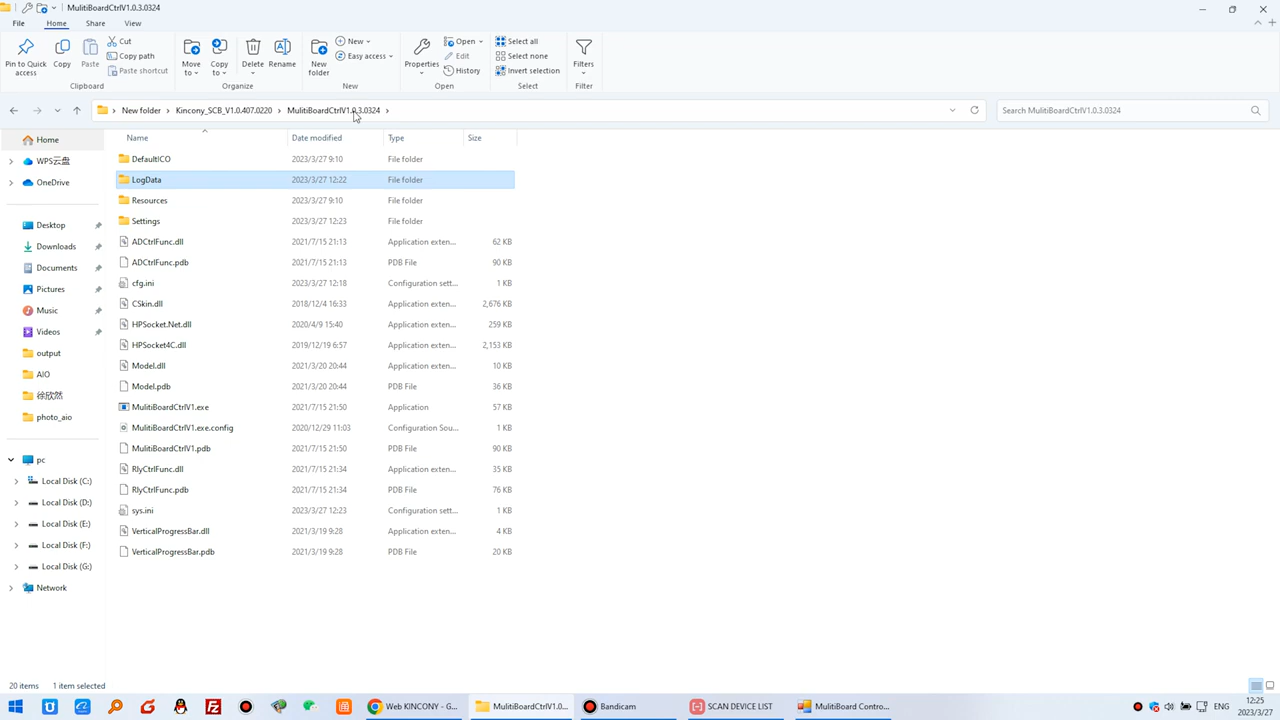 MulitiBoardCtrlV1.0.3.0324
File Home Share View
Pin to Quick access
Copy
Paste
Cut
Copy path
Paste shortcut
Clipboard
Move to
Copy to
Delete
Rename
Organize
New folder
New
Easy access
New
Properties
Open
Edit
History
Open
Select all
Select none
Invert selection
Select
Filters
Filter
New folder > Kincony_SCB_V1.0.407.0220 > MulitiBoardCtrlV1.0.3.0324 >
Search MulitiBoardCtrlV1.0.3.0324
Home
WPS云盘
OneDrive
Desktop
Downloads
Documents
Pictures
Music
Videos
output
AIO
徐欣然
photo_aio
pc
Local Disk (C:)
Local Disk (D:)
Local Disk (E:)
Local Disk (F:)
Local Disk (G:)
Network
Name Date modified Type Size
DefaultICO 2023/3/27 9:10 File folder
LogData 2023/3/27 12:22 File folder
Resources 2023/3/27 9:10 File folder
Settings 2023/3/27 12:23 File folder
ADCtrlFunc.dll 2021/7/15 21:13 Application exten... 62 KB
ADCtrlFunc.pdb 2021/7/15 21:13 PDB File 90 KB
cfg.ini 2023/3/27 12:18 Configuration sett... 1 KB
CSkin.dll 2018/12/4 16:33 Application exten... 2,676 KB
HPSocket.Net.dll 2020/4/9 15:40 Application exten... 259 KB
HPSocket4C.dll 2019/12/19 6:57 Application exten... 2,153 KB
Model.dll 2021/3/20 20:44 Application exten... 10 KB
Model.pdb 2021/3/20 20:44 PDB File 36 KB
MulitiBoardCtrlV1.exe 2021/7/15 21:50 Application 57 KB
MulitiBoardCtrlV1.exe.config 2020/12/29 11:03 Configuration Sou... 1 KB
MulitiBoardCtrlV1.pdb 2021/7/15 21:50 PDB File 90 KB
RlyCtrlFunc.dll 2021/7/15 21:34 Application exten... 35 KB
RlyCtrlFunc.pdb 2021/7/15 21:34 PDB File 76 KB
sys.ini 2023/3/27 12:23 Configuration sett... 1 KB
VerticalProgressBar.dll 2021/3/19 9:28 Application exten... 4 KB
VerticalProgressBar.pdb 2021/3/19 9:28 PDB File 20 KB
20 items 1 item selected
Web KINCONY - G... MulitiBoardCtrlV1.0... Bandicam SCAN DEVICE LIST MulitiBoard Contro...
ENG
12:25
2023/3/27